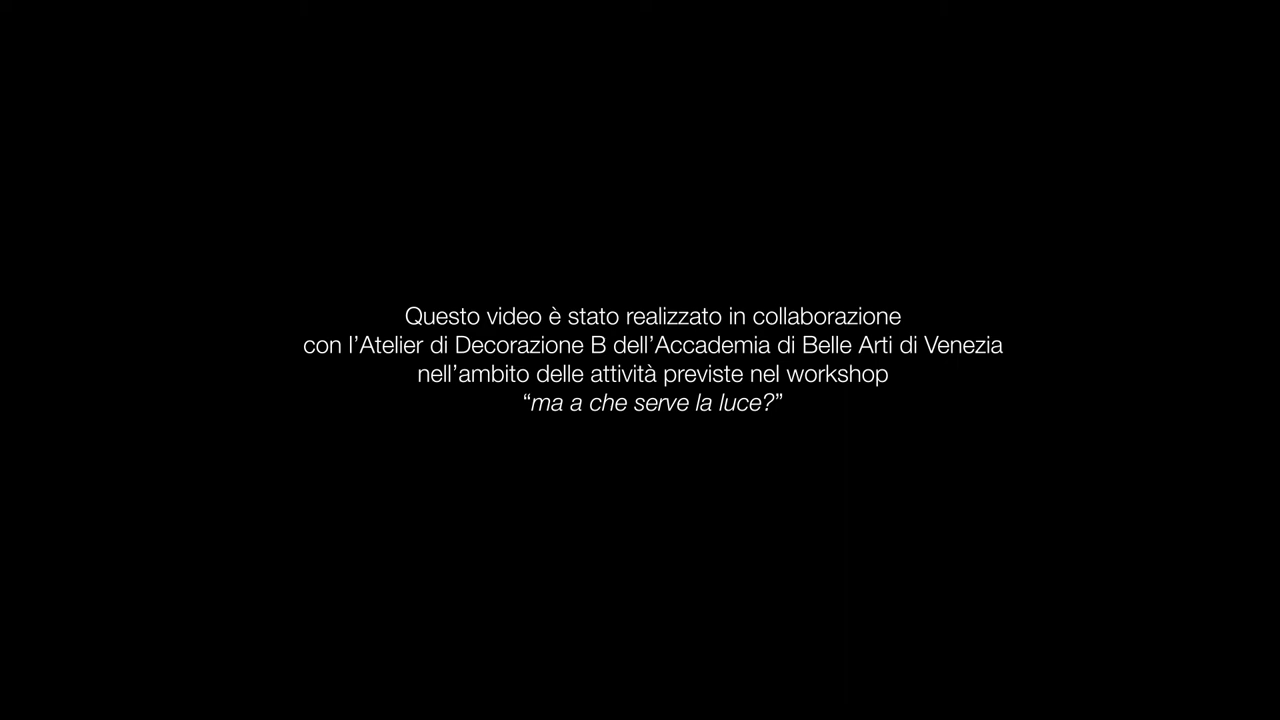 Questo video è stato realizzato in collaborazione
con l’Atelier di Decorazione B dell’Accademia di Belle Arti di Venezia
nell’ambito delle attività previste nel workshop
“ma a che serve la luce?”